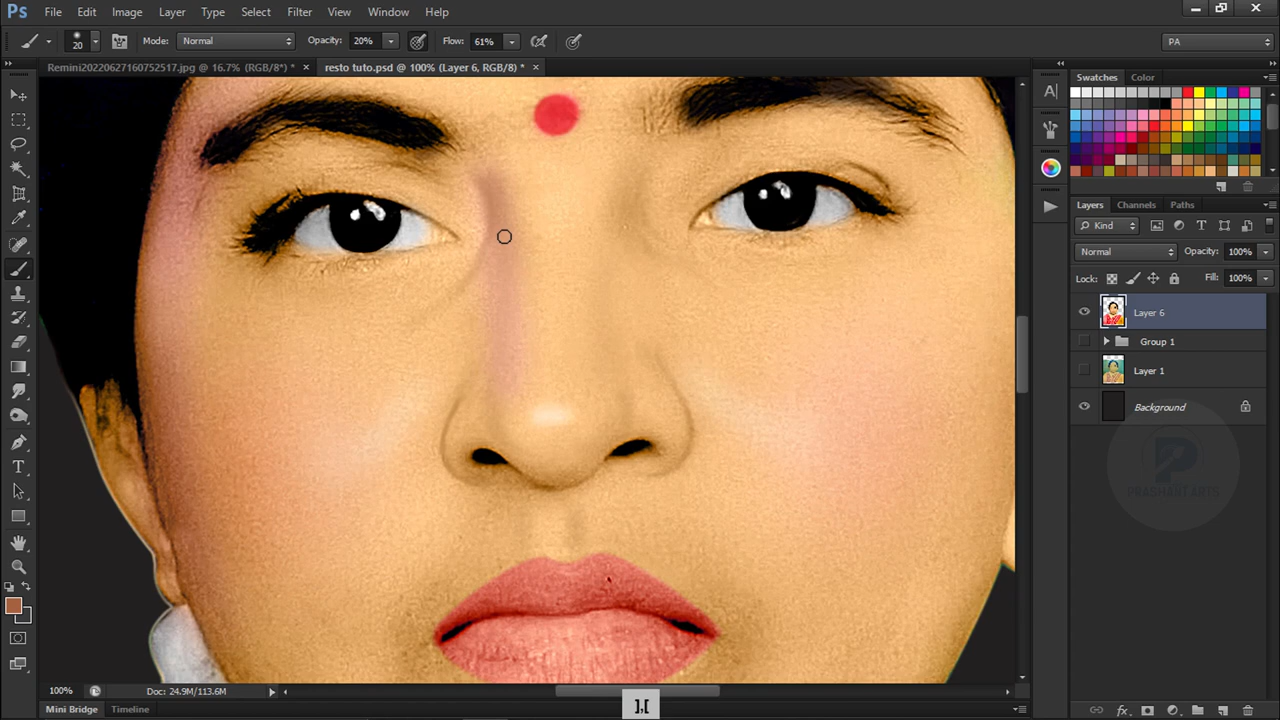 Ps File Edit Image Layer Type Select Filter View Window Help
20 Mode: Normal Opacity: 20% Flow: 61% PA
Remini20220627160752517.jpg @ 16.7% (RGB/8*) * × resto tuto.psd @ 100% (Layer 6, RGB/8) * ×
Swatches Color
Layers Channels Paths
Kind
Normal Opacity: 100%
Lock: Fill: 100%
Layer 6
Group 1
Layer 1
Background
PRASHANT ARTS
100% Doc: 24.9M/113.6M
],[
Mini Bridge Timeline